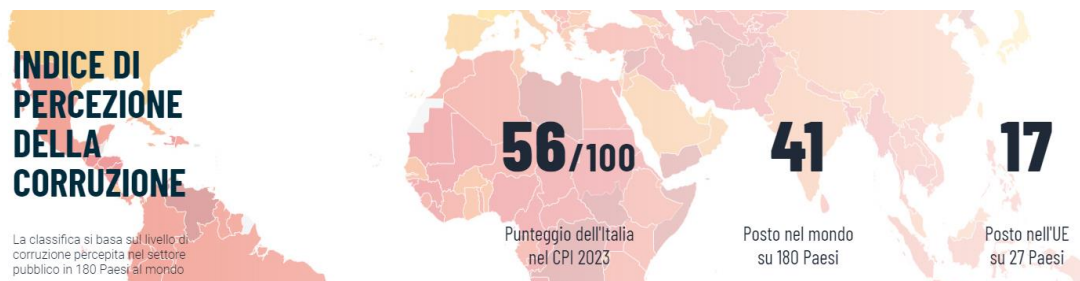 INDICE DI
PERCEZIONE
DELLA
CORRUZIONE
La classifica si basa sul livello di
corruzione pèrcepita nel settore
pubblico in 180 Paesi al mondo
56/100
Punteggio dell'Italia
nel CPI 2023
41
Posto nel mondo
su 180 Paesi
17
Posto nell'UE
su 27 Paesi